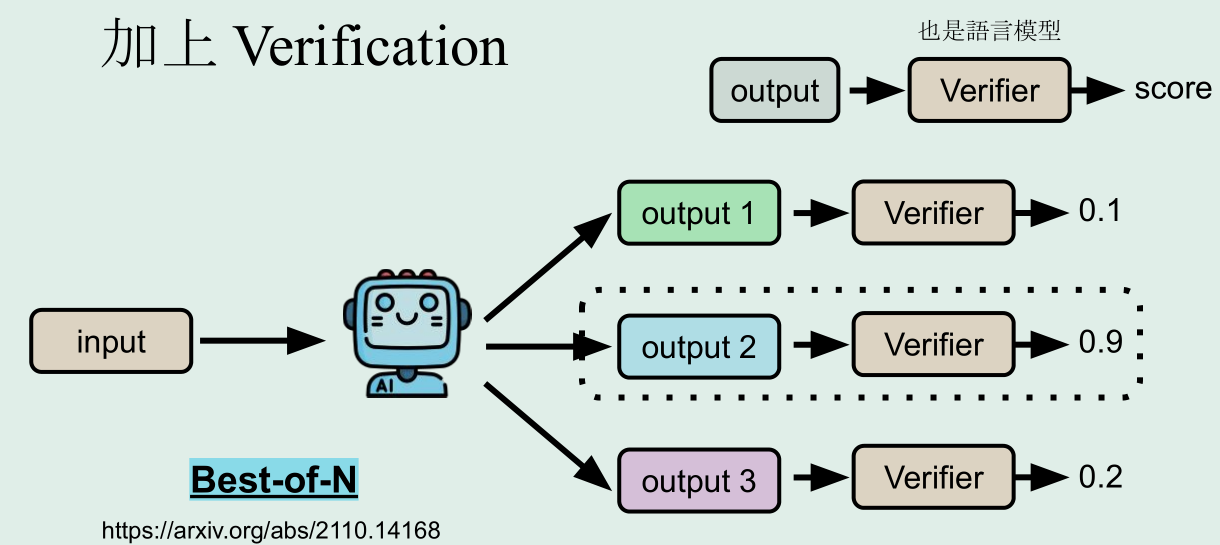 加上 Verification
也是語言模型
output
Verifier
score
output 1
Verifier
0.1
input
AI
output 2
Verifier
0.9
output 3
Verifier
0.2
Best-of-N
https://arxiv.org/abs/2110.14168